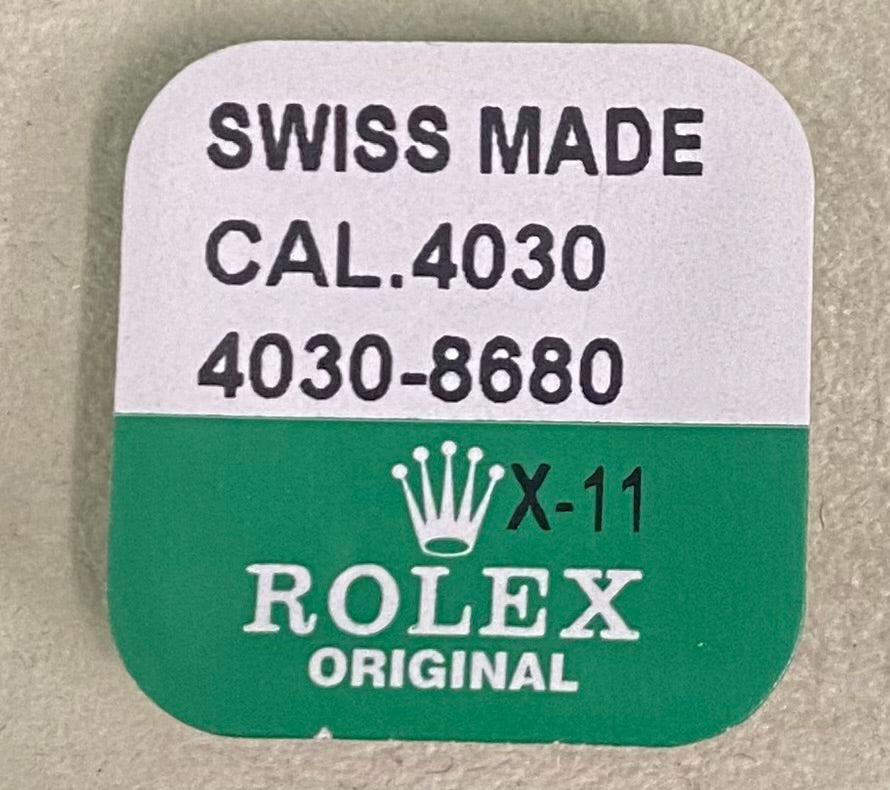 SWISS MADE
CAL.4030
4030-8680
X-11
ROLEX
ORIGINAL